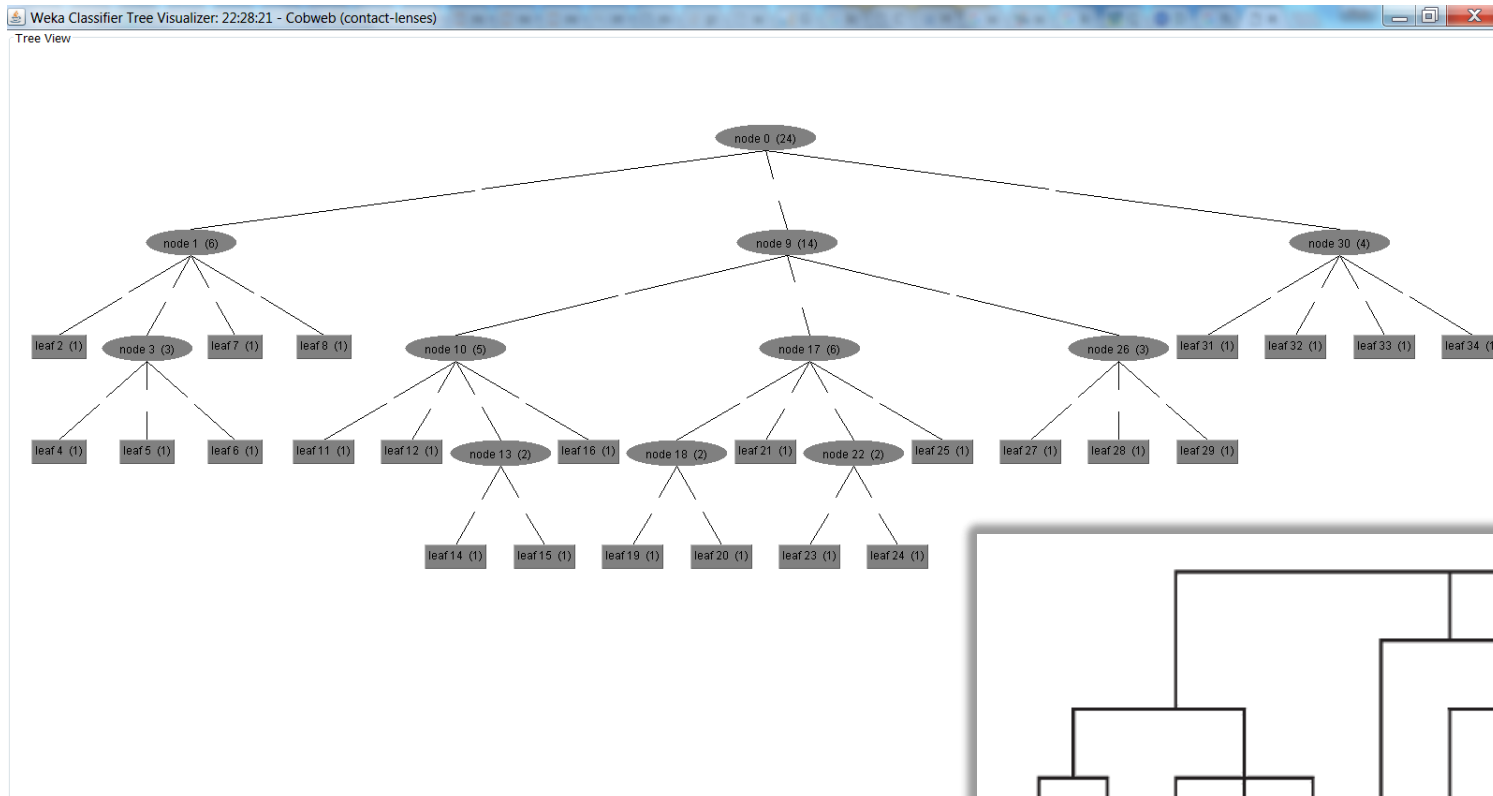 Weka Classifier Tree Visualizer: 22:28:21 - Cobweb (contact-lenses)
Tree View
node 0 (24)
node 1 (6)
node 9 (14)
node 30 (4)
leaf 2 (1)
node 3 (3)
leaf 7 (1)
leaf 8 (1)
node 10 (5)
node 17 (6)
node 26 (3)
leaf 31 (1)
leaf 32 (1)
leaf 33 (1)
leaf 34 (1
leaf 4 (1)
leaf 5 (1)
leaf 6 (1)
leaf 11 (1)
leaf 12 (1)
node 13 (2)
leaf 16 (1)
node 18 (2)
leaf 21 (1)
node 22 (2)
leaf 25 (1)
leaf 27 (1)
leaf 28 (1)
leaf 29 (1)
leaf 14 (1)
leaf 15 (1)
leaf 19 (1)
leaf 20 (1)
leaf 23 (1)
leaf 24 (1)